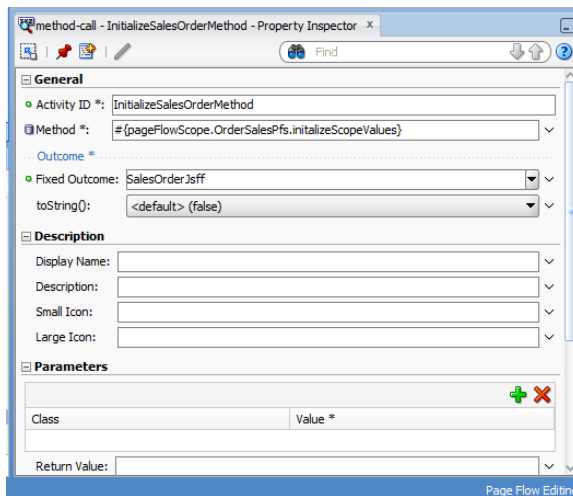 method-call - InitializeSalesOrderMethod - Property Inspector x
Find
General
Activity ID *: InitializeSalesOrderMethod
Method *: #{pageFlowScope.OrderSalesPfs.initalizeScopeValues}
Outcome *
Fixed Outcome: SalesOrderJsff
toString(): <default> (false)
Description
Display Name:
Description:
Small Icon:
Large Icon:
Parameters
Class Value *
Return Value:
Page Flow Editing